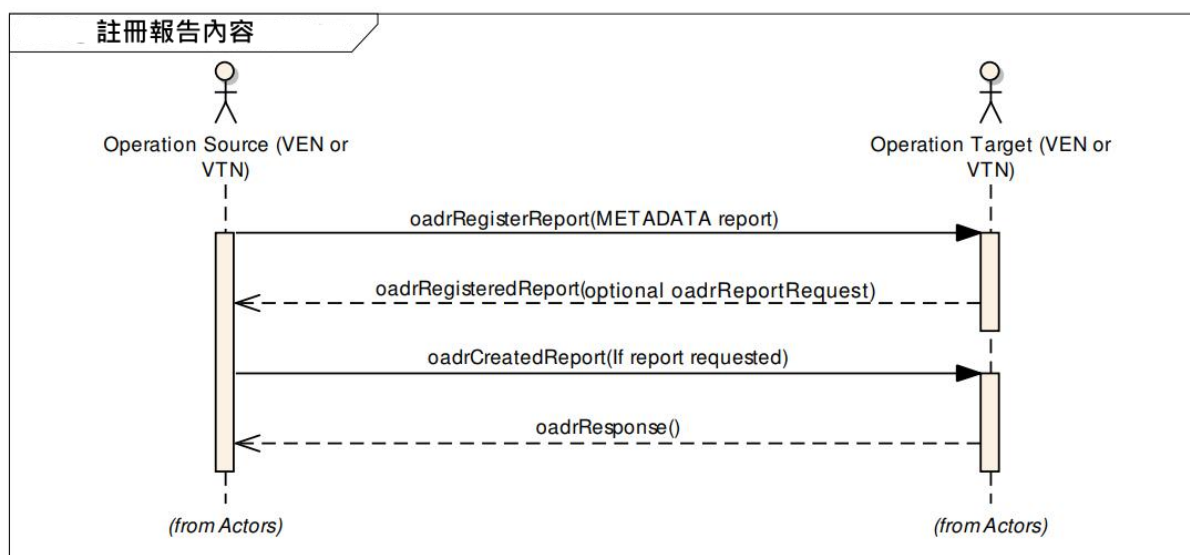 註冊報告內容
Operation Source (VEN or
VTN)
Operation Target (VEN or
VTN)
oadrRegisterReport(METADATA report)
oadrRegisteredReport(optional oadrReportRequest)
oadrCreatedReport(If report requested)
oadrResponse()
(from Actors)
(from Actors)